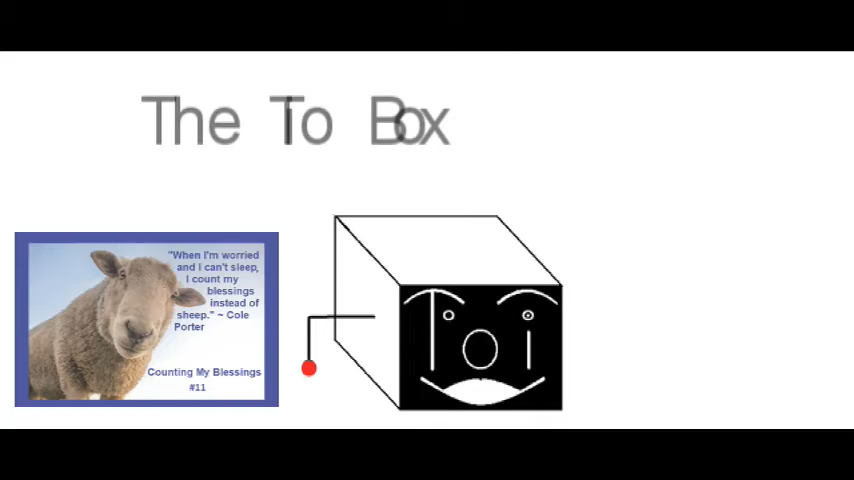 The To Box
"When I'm worried
and i can't sleep,
I count my
blessings
instead of
sheep." ~ Cole
Porter
Counting My Blessings
#11